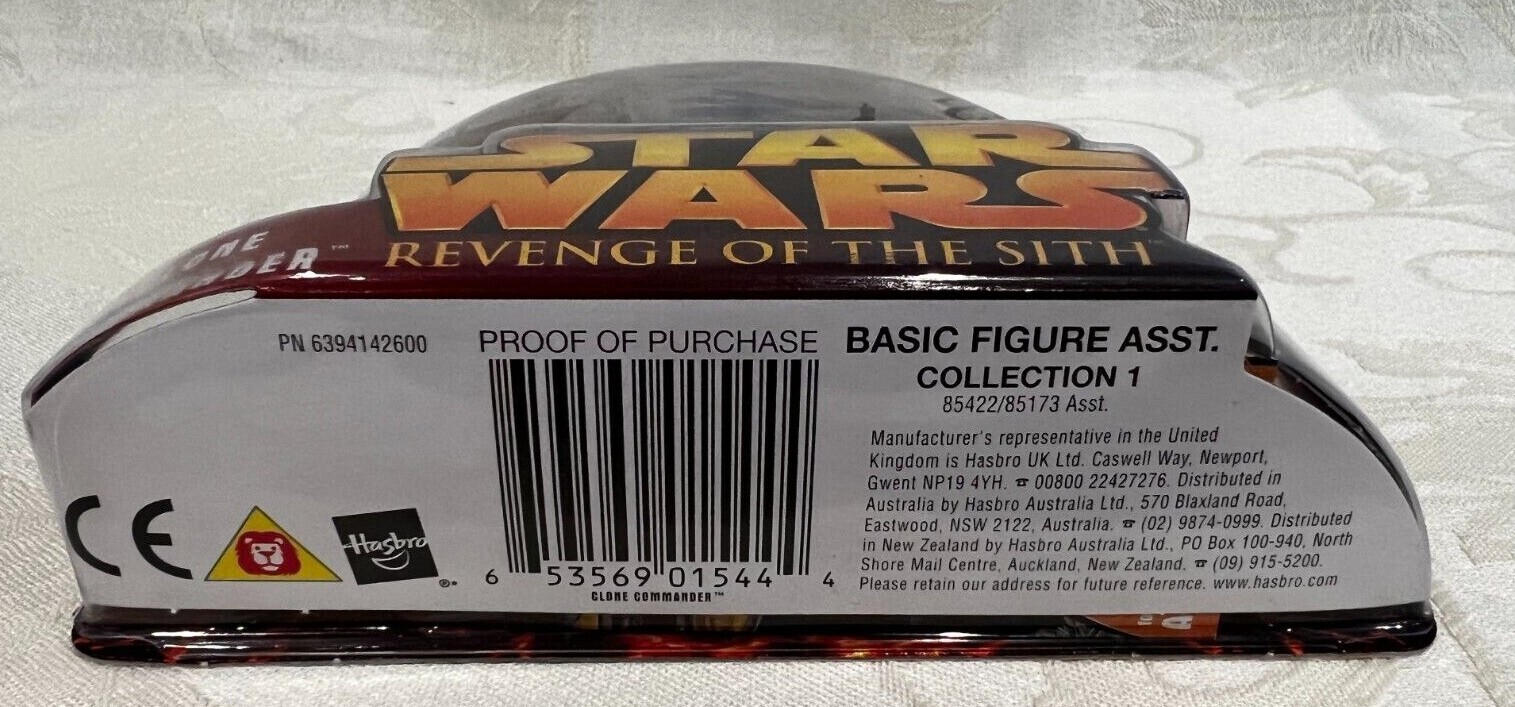 STAR
WARS
REVENGE OF THE SITH™
™
PN 6394142600
PROOF OF PURCHASE
6 53569 01544 4
CLONE COMMANDER™
BASIC FIGURE ASST.
COLLECTION 1
85422/85173 Asst.
Manufacturer's representative in the United
Kingdom is Hasbro UK Ltd. Caswell Way, Newport,
Gwent NP19 4YH. ☎ 00800 22427276. Distributed in
Australia by Hasbro Australia Ltd., 570 Blaxland Road,
Eastwood, NSW 2122, Australia. ☎ (02) 9874-0999. Distributed
in New Zealand by Hasbro Australia Ltd., PO Box 100-940, North
Shore Mail Centre, Auckland, New Zealand. ☎ (09) 915-5200.
Please retain our address for future reference. www.hasbro.com
CE
Hasbro
®.